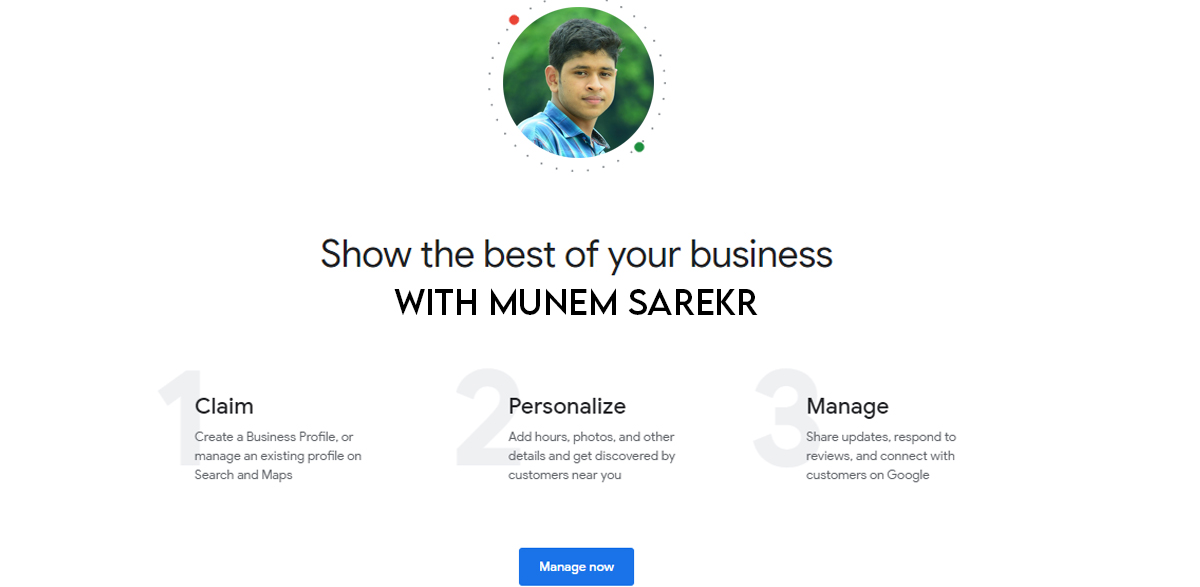 Show the best of your business
WITH MUNEM SAREKR
1
Claim
Create a Business Profile, or
manage an existing profile on
Search and Maps
2
Personalize
Add hours, photos, and other
details and get discovered by
customers near you
3
Manage
Share updates, respond to
reviews, and connect with
customers on Google
Manage now